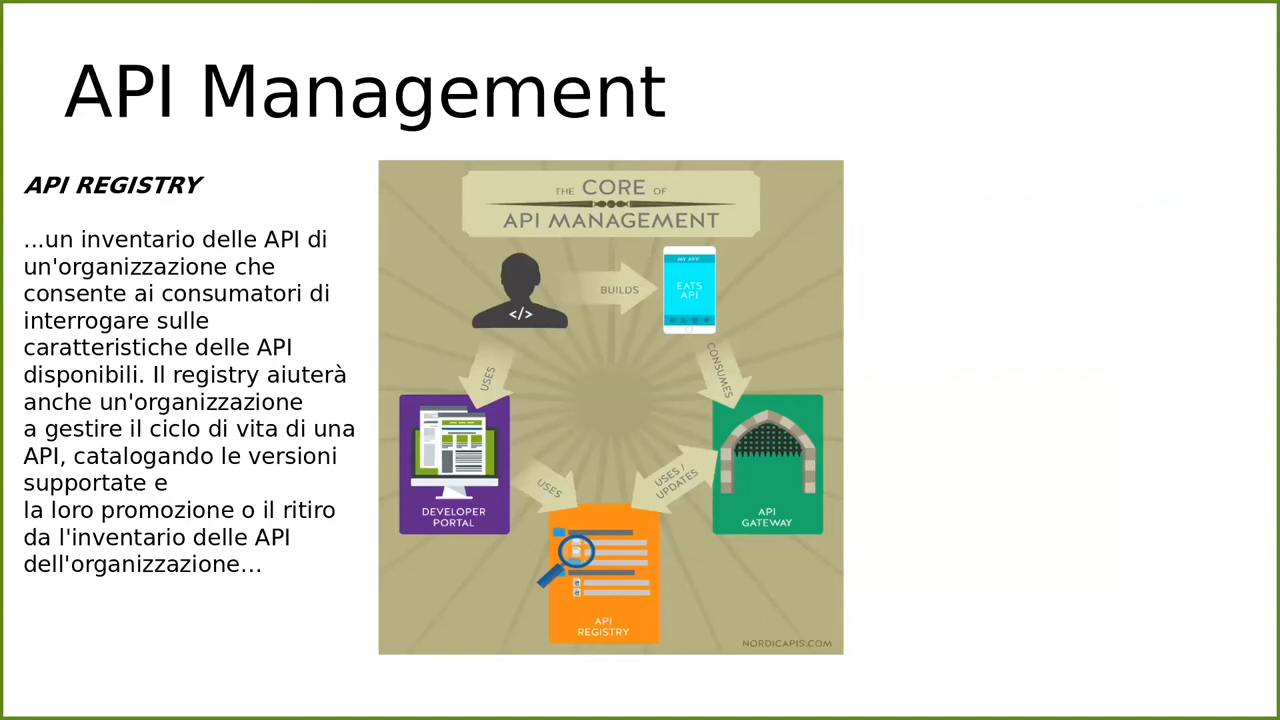 API Management
API REGISTRY
...un inventario delle API di
un'organizzazione che
consente ai consumatori di
interrogare sulle
caratteristiche delle API
disponibili. Il registry aiuterà
anche un'organizzazione
a gestire il ciclo di vita di una
API, catalogando le versioni
supportate e
la loro promozione o il ritiro
da l'inventario delle API
dell'organizzazione...
THE CORE OF
API MANAGEMENT
</>
BUILDS
MY APP
EATS
API
USES
CONSUMES
DEVELOPER
PORTAL
USES
USES /
UPDATES
API
GATEWAY
API
REGISTRY
NORDICAPIS.COM